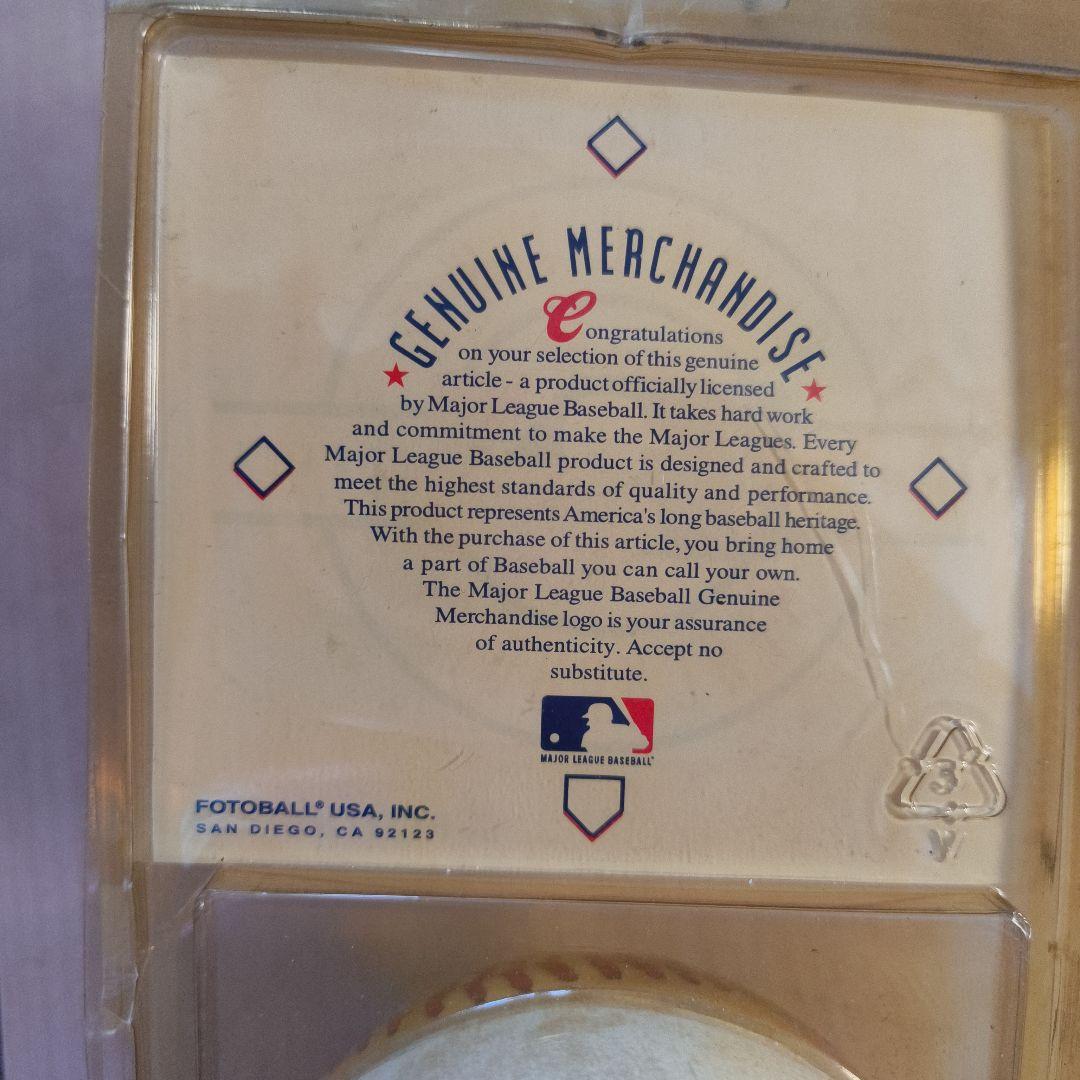 GENUINE MERCHANDISE
Congratulations
on your selection of this genuine
article - a product officially licensed
by Major League Baseball. It takes hard work
and commitment to make the Major Leagues. Every
Major League Baseball product is designed and crafted to
meet the highest standards of quality and performance.
This product represents America's long baseball heritage.
With the purchase of this article, you bring home
a part of Baseball you can call your own.
The Major League Baseball Genuine
Merchandise logo is your assurance
of authenticity. Accept no
substitute.
MAJOR LEAGUE BASEBALL
FOTOBALL® USA, INC.
SAN DIEGO, CA 92123
3
V